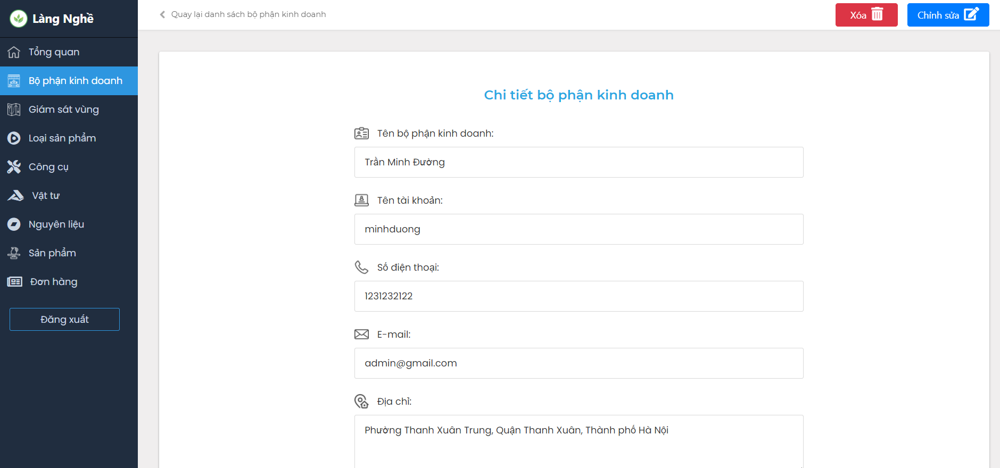 Làng Nghề
Tổng quan
Bộ phận kinh doanh
Giám sát vùng
Loại sản phẩm
Công cụ
Vật tư
Nguyên liệu
Sản phẩm
Đơn hàng
Đăng xuất
Quay lại danh sách bộ phận kinh doanh
Xóa
Chỉnh sửa
Chi tiết bộ phận kinh doanh
Tên bộ phận kinh doanh:
Trần Minh Đường
Tên tài khoản:
minhduong
Số điện thoại:
1231232122
E-mail:
admin@gmail.com
Địa chỉ:
Phường Thanh Xuân Trung, Quận Thanh Xuân, Thành phố Hà Nội